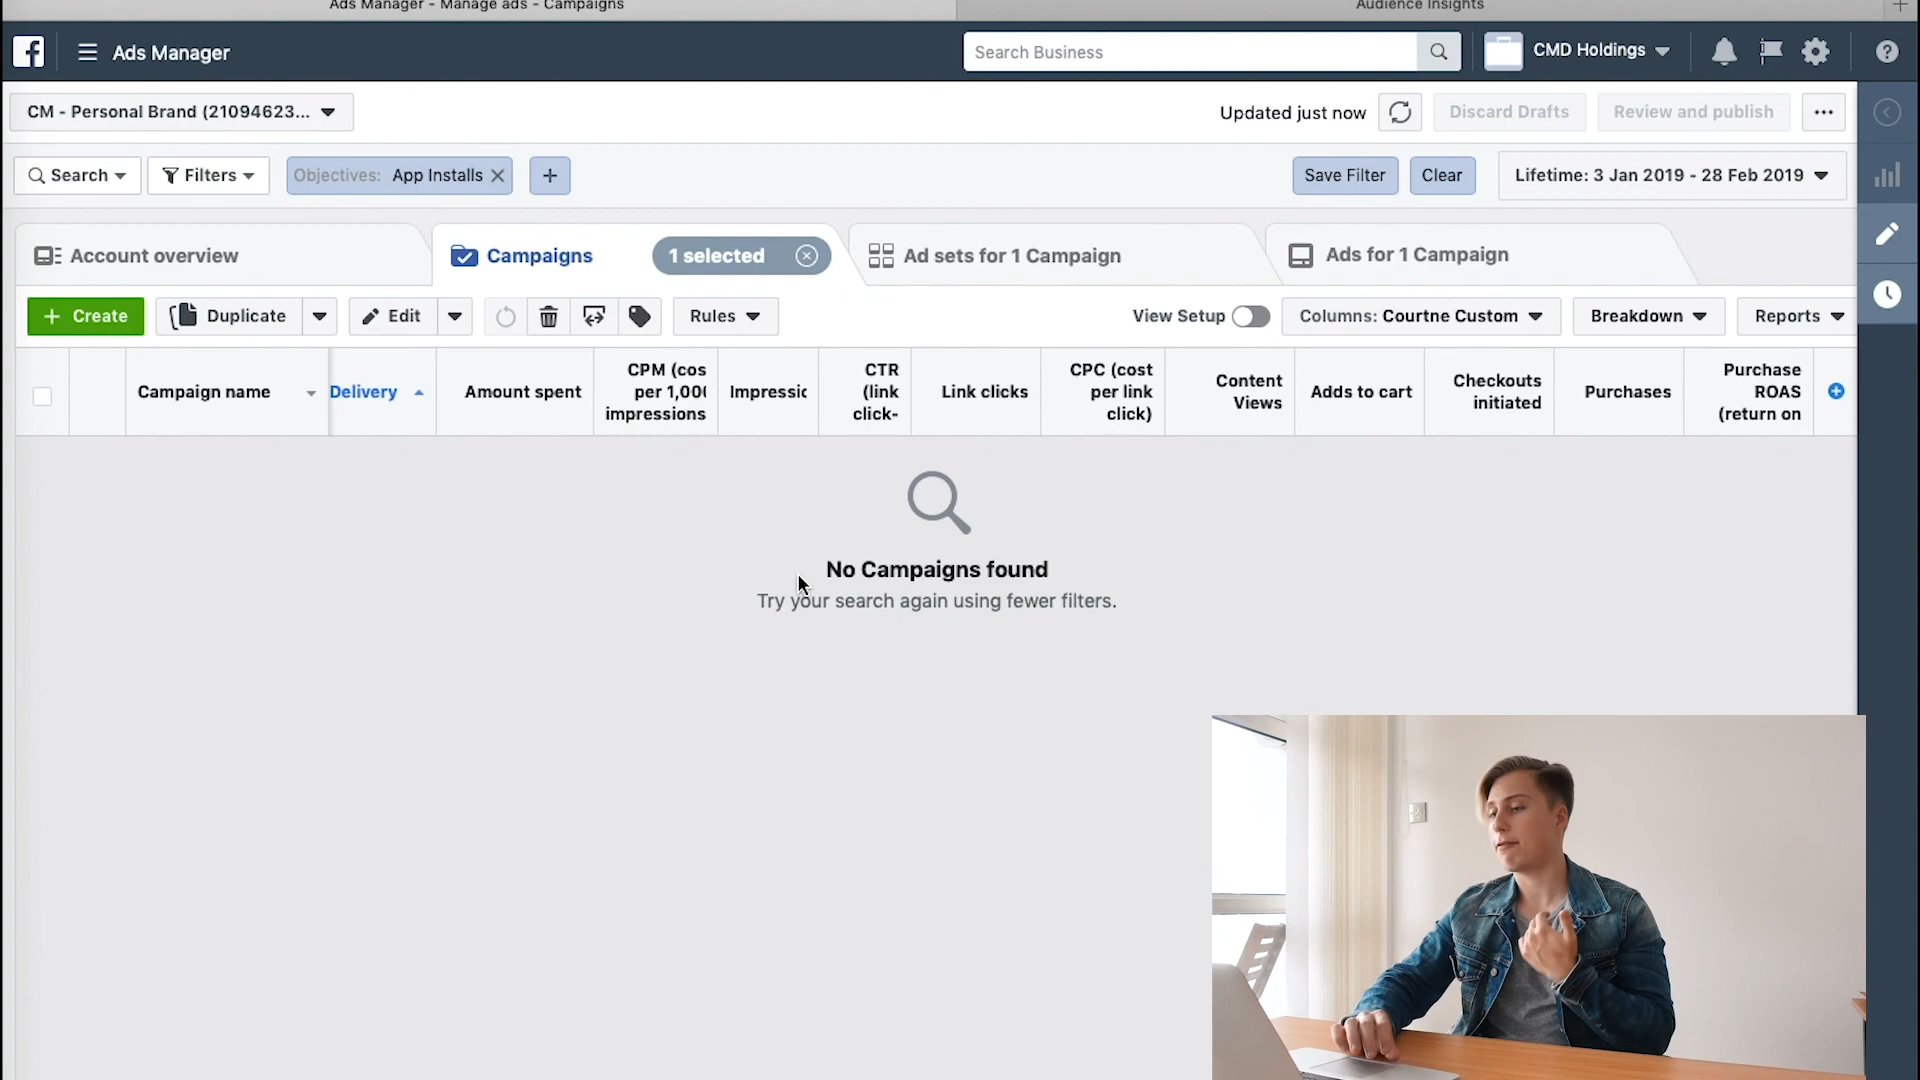 Ads Manager - Manage ads - Campaigns
Audience Insights
Ads Manager
Search Business
CMD Holdings
CM - Personal Brand (21094623...
Updated just now
Discard Drafts
Review and publish
Search
Filters
Objectives: App Installs
Save Filter
Clear
Lifetime: 3 Jan 2019 - 28 Feb 2019
Account overview
Campaigns
1 selected
Ad sets for 1 Campaign
Ads for 1 Campaign
+ Create
Duplicate
Edit
Rules
View Setup
Columns: Courtne Custom
Breakdown
Reports
Campaign name
Delivery
Amount spent
CPM (cos
per 1,00(
impressions
Impressic
CTR
(link
click-
Link clicks
CPC (cost
per link
click)
Content
Views
Adds to cart
Checkouts
initiated
Purchases
Purchase
ROAS
(return on
No Campaigns found
Try your search again using fewer filters.